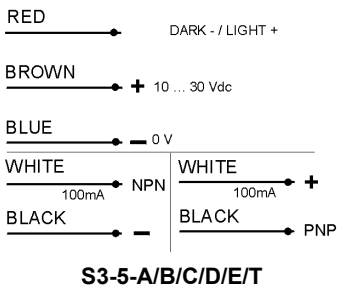 RED
DARK - / LIGHT +
BROWN
+ 10 ... 30 Vdc
BLUE
- 0 V
WHITE
100mA
NPN
BLACK
-
WHITE
100mA
+
BLACK
PNP
S3-5-A/B/C/D/E/T